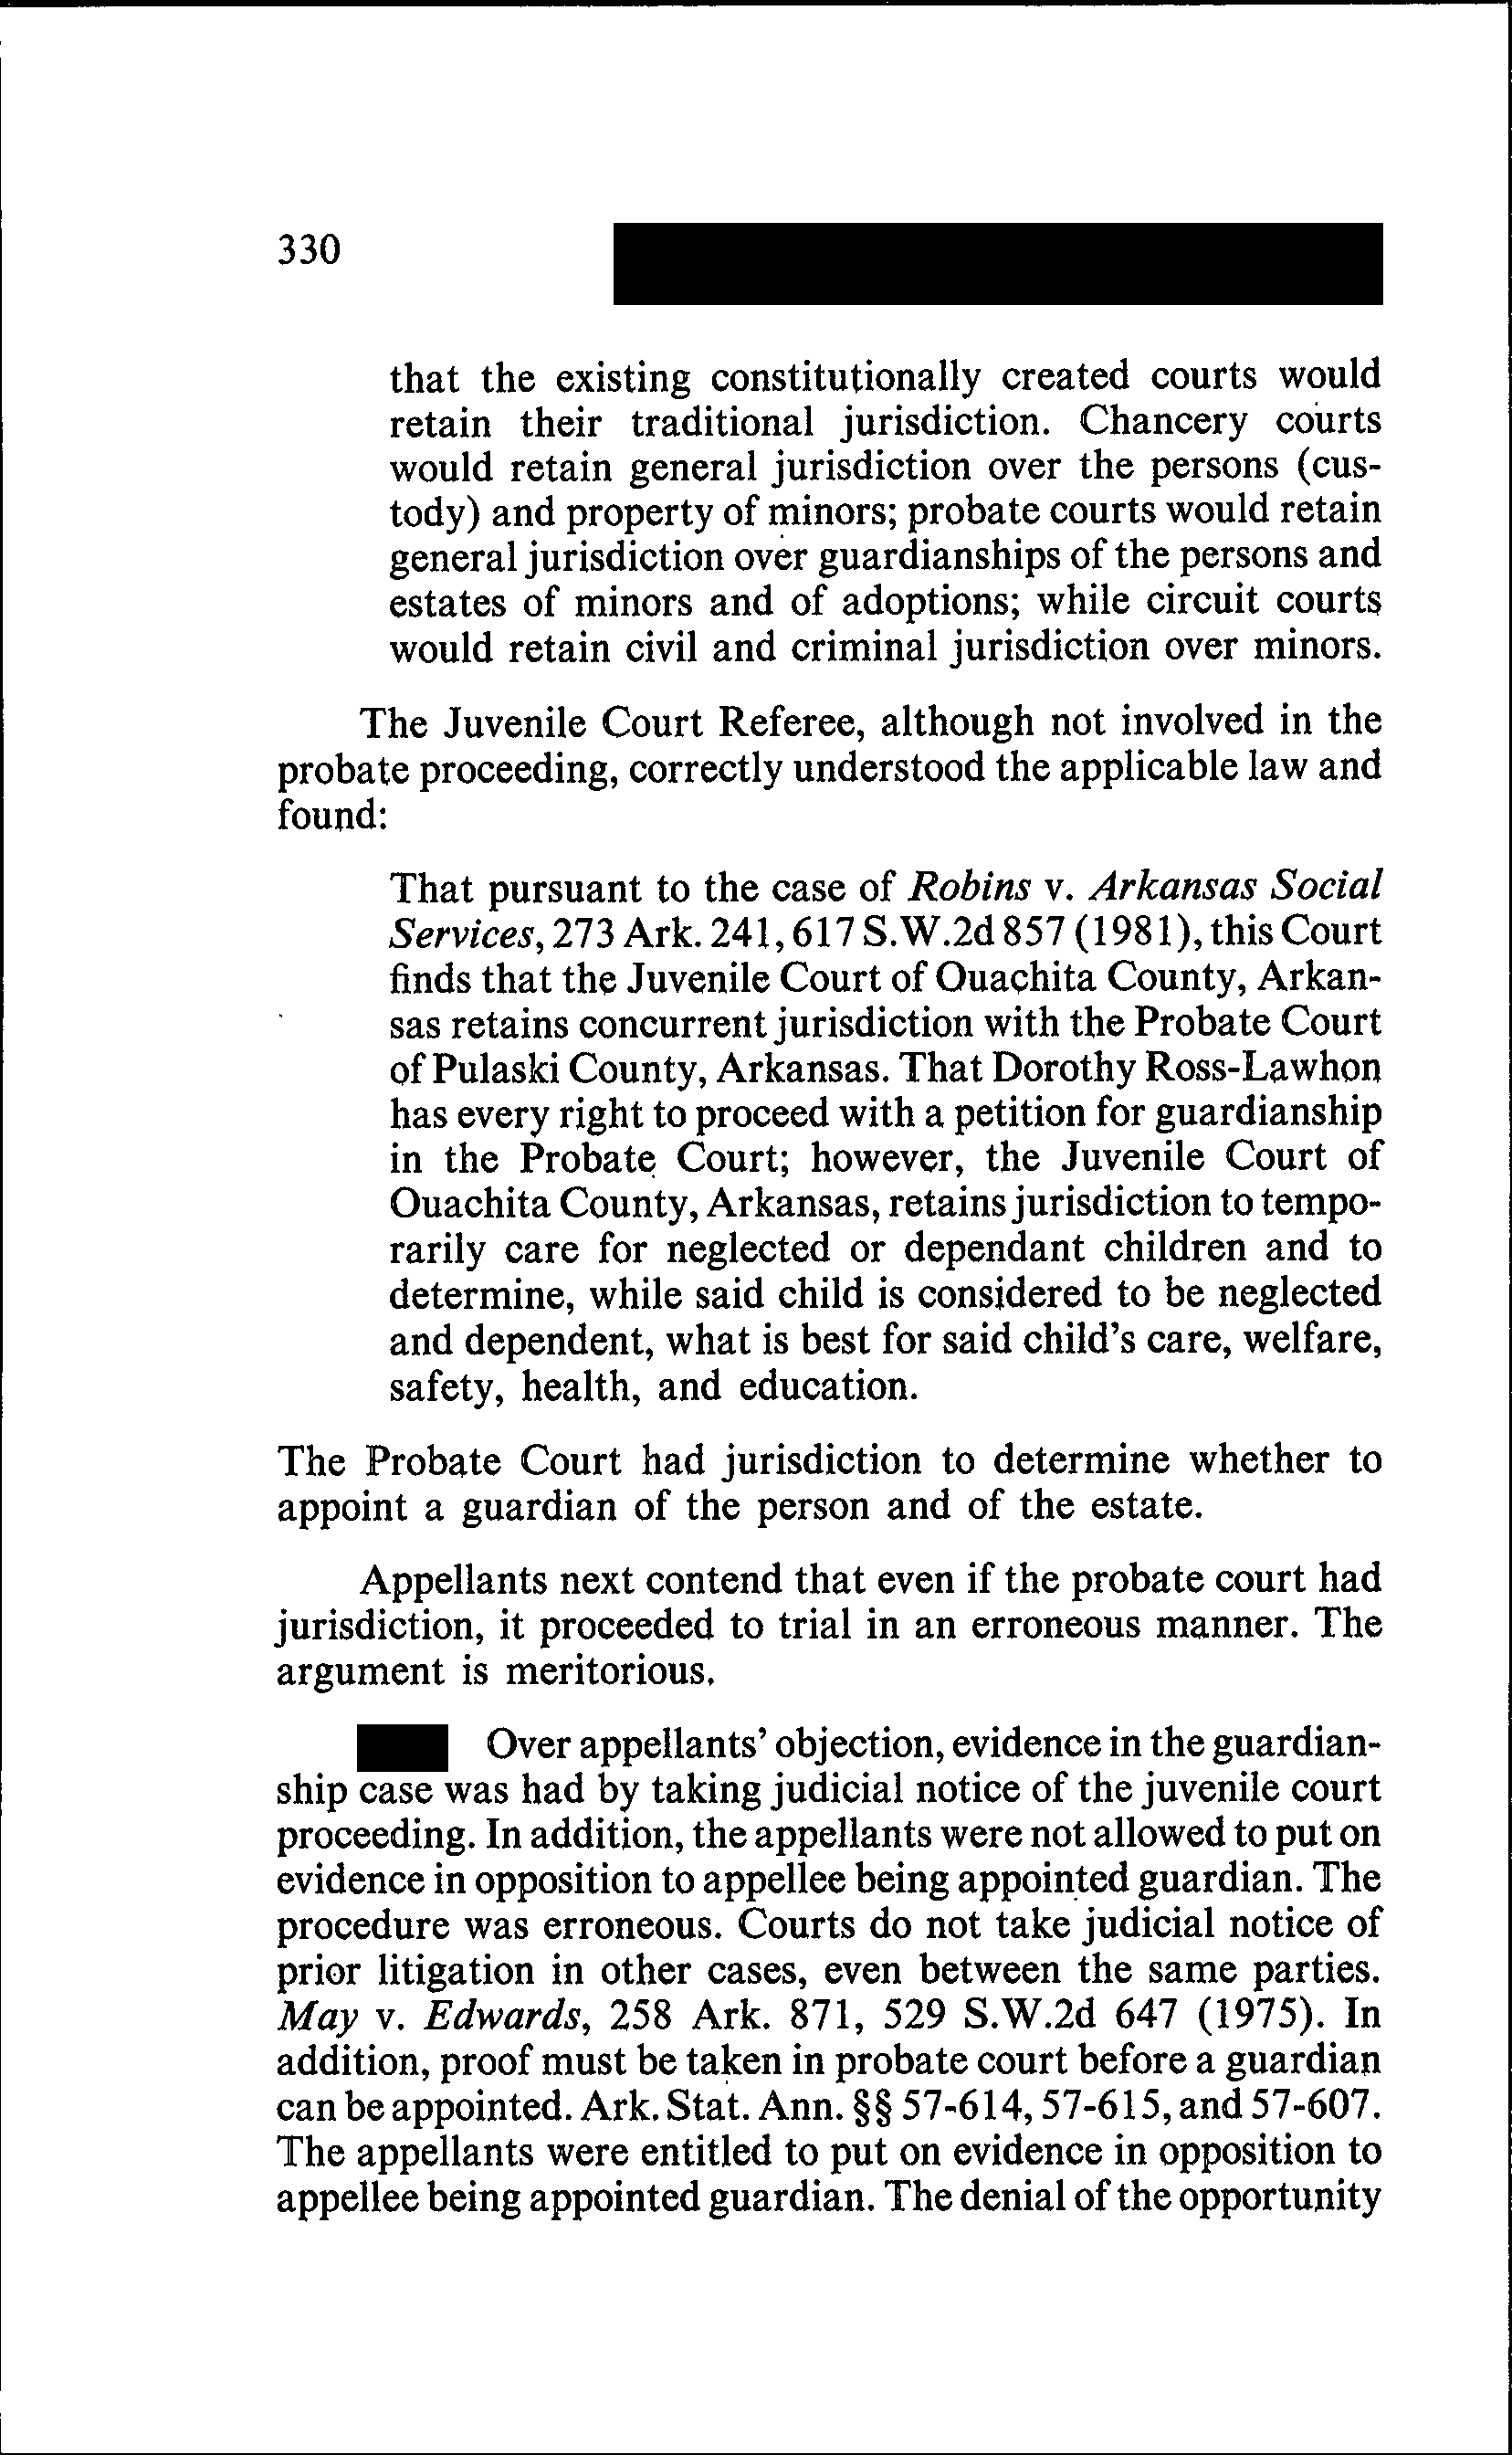 330
that the existing constitutionally created courts would
retain their traditional jurisdiction. Chancery courts
would retain general jurisdiction over the persons (cus-
tody) and property of minors; probate courts would retain
general jurisdiction over guardianships of the persons and
estates of minors and of adoptions; while circuit courts
would retain civil and criminal jurisdiction over minors.
The Juvenile Court Referee, although not involved in the
probate proceeding, correctly understood the applicable law and
found:
That pursuant to the case of Robins v. Arkansas Social
Services, 273 Ark. 241, 617 S.W.2d 857 (1981), this Court
finds that the Juvenile Court of Ouachita County, Arkan-
sas retains concurrent jurisdiction with the Probate Court
of Pulaski County, Arkansas. That Dorothy Ross-Lawhon
has every right to proceed with a petition for guardianship
in the Probate Court; however, the Juvenile Court of
Ouachita County, Arkansas, retains jurisdiction to tempo-
rarily care for neglected or dependant children and to
determine, while said child is considered to be neglected
and dependent, what is best for said child's care, welfare,
safety, health, and education.
The Probate Court had jurisdiction to determine whether to
appoint a guardian of the person and of the estate.
Appellants next contend that even if the probate court had
jurisdiction, it proceeded to trial in an erroneous manner. The
argument is meritorious.
Over appellants' objection, evidence in the guardian-
ship case was had by taking judicial notice of the juvenile court
proceeding. In addition, the appellants were not allowed to put on
evidence in opposition to appellee being appointed guardian. The
procedure was erroneous. Courts do not take judicial notice of
prior litigation in other cases, even between the same parties.
May v. Edwards, 258 Ark. 871, 529 S.W.2d 647 (1975). In
addition, proof must be taken in probate court before a guardian
can be appointed. Ark. Stat. Ann. §§ 57-614, 57-615, and 57-607.
The appellants were entitled to put on evidence in opposition to
appellee being appointed guardian. The denial of the opportunity